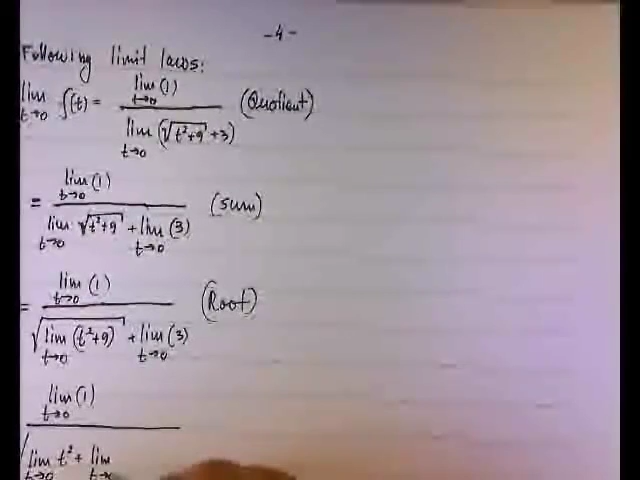 -4-
Following limit laws:
lim t→0 f(t) = lim t→0 (1) / lim t→0 (√(t²+9) + 3) (Quotient)
= lim t→0 (1) / lim t→0 √(t²+9) + lim t→0 (3) (Sum)
= lim t→0 (1) / √(lim t→0 (t²+9)) + lim t→0 (3) (Root)
lim t→0 (1) / √ lim t→0 t² + lim t→